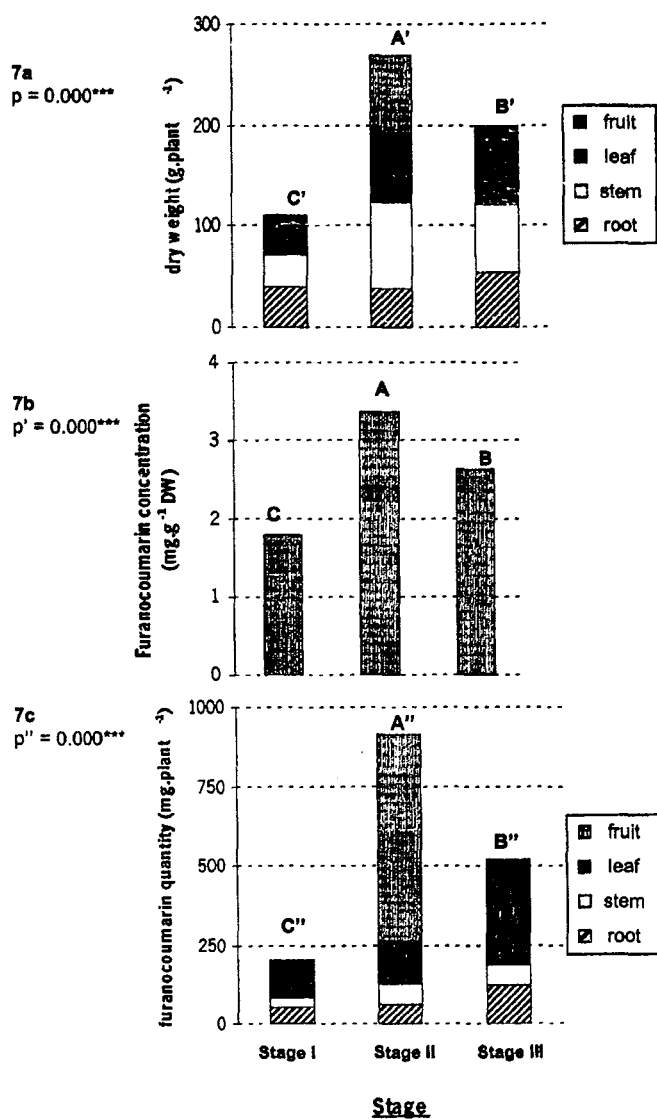 7a
p = 0.000***
dry weight (g.plant -1)
300
200
100
0
C'
A'
B'
fruit
leaf
stem
root
7b
p' = 0.000***
Furanocoumarin concentration
(mg.g-1 DW)
4
3
2
1
0
C
A
B
7c
p'' = 0.000***
furanocoumarin quantity (mg.plant -1)
1000
750
500
250
0
C''
A''
B''
fruit
leaf
stem
root
Stage I
Stage II
Stage III
Stage